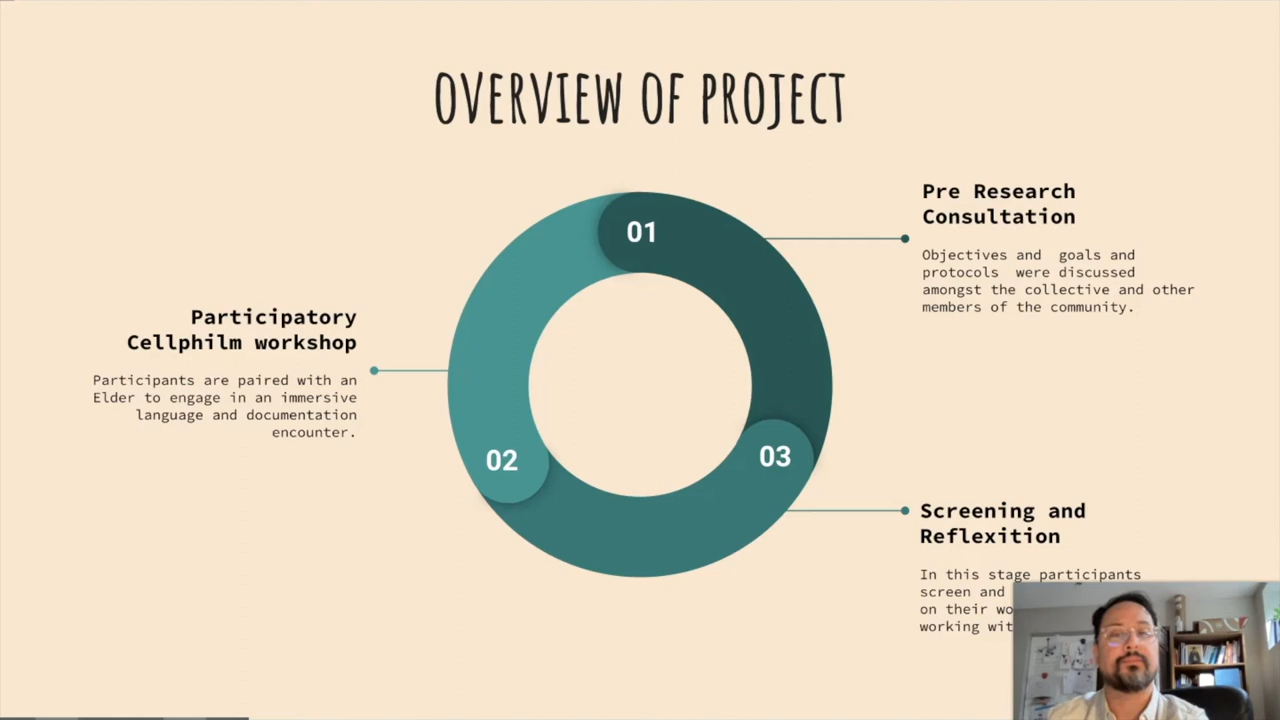 OVERVIEW OF PROJECT
01
Pre Research
Consultation
Objectives and goals and
protocols were discussed
amongst the collective and other
members of the community.
Participatory
Cellphilm workshop
Participants are paired with an
Elder to engage in an immersive
language and documentation
encounter.
02
03
Screening and
Reflexition
In this stage participants
screen and
on their
working